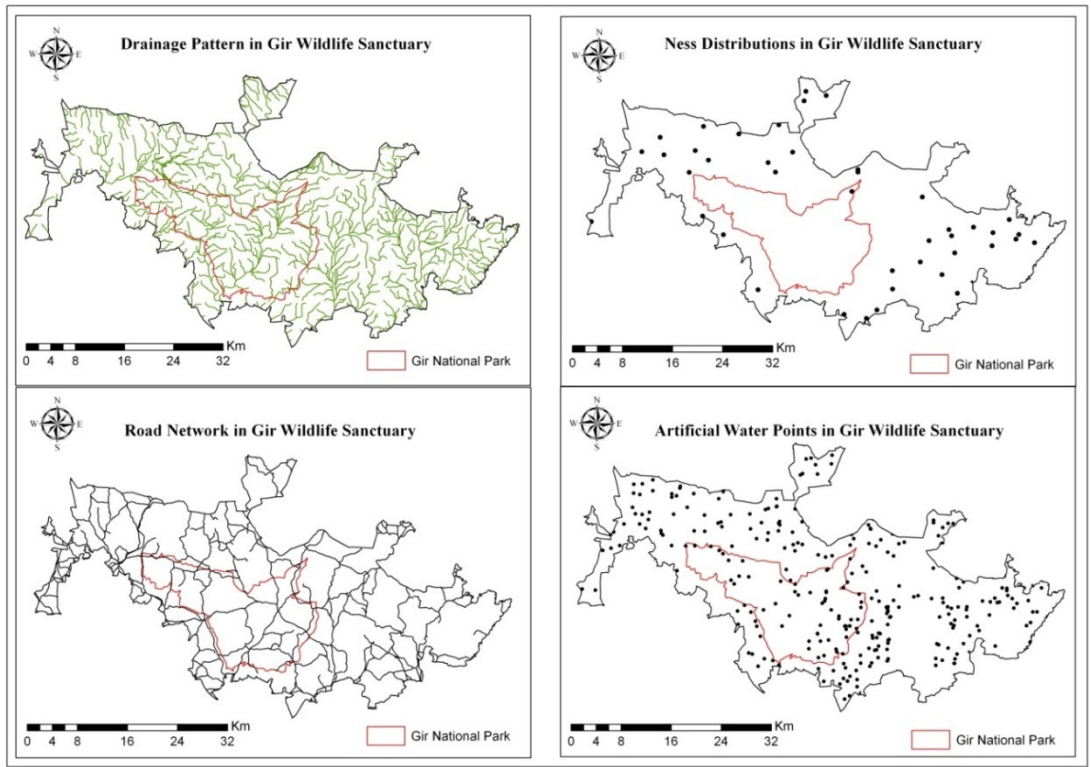 N
W E
S
Drainage Pattern in Gir Wildlife Sanctuary
Km
0 4 8 16 24 32
Gir National Park
N
W E
S
Ness Distributions in Gir Wildlife Sanctuary
Km
0 4 8 16 24 32
Gir National Park
N
W E
S
Road Network in Gir Wildlife Sanctuary
Km
0 4 8 16 24 32
Gir National Park
N
W E
S
Artificial Water Points in Gir Wildlife Sanctuary
Km
0 4 8 16 24 32
Gir National Park